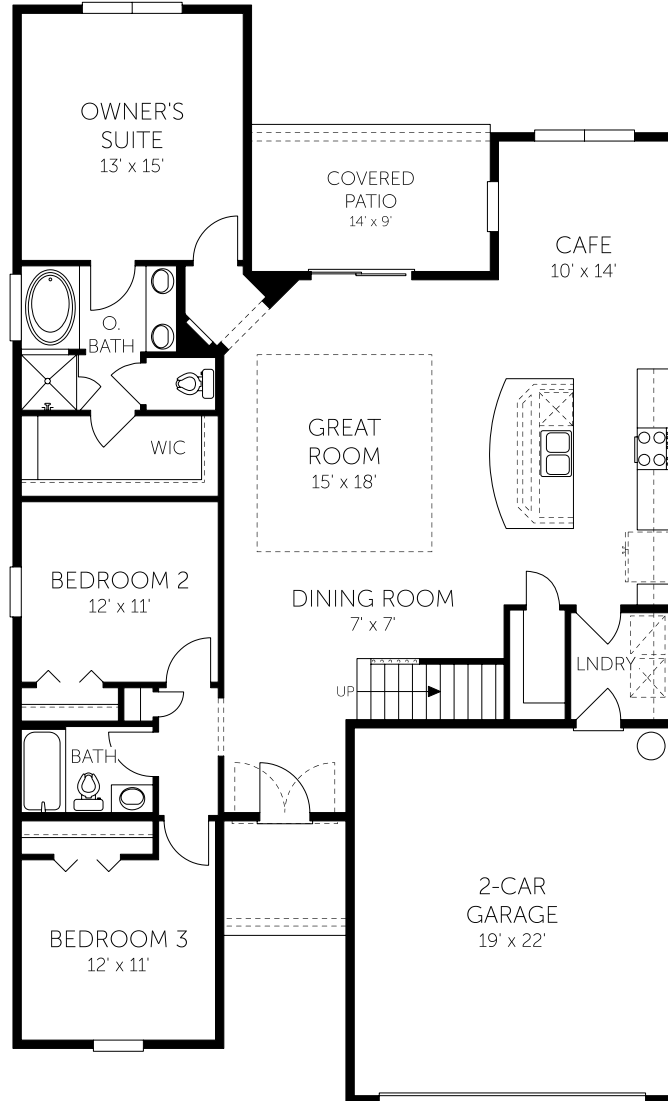 OWNER'S
SUITE
13' x 15'
COVERED
PATIO
14' x 9'
CAFE
10' x 14'
O.
BATH
WIC
GREAT
ROOM
15' x 18'
BEDROOM 2
12' x 11'
DINING ROOM
7' x 7'
LNDRY
UP
BATH
2-CAR
GARAGE
19' x 22'
BEDROOM 3
12' x 11'